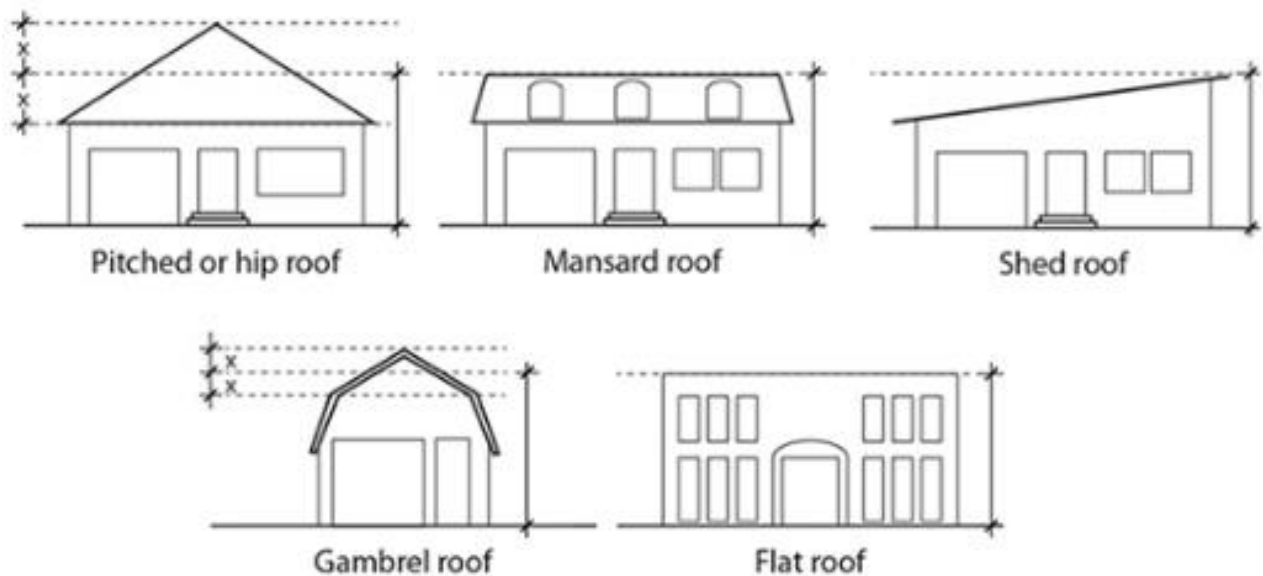 x
x
Pitched or hip roof
Mansard roof
Shed roof
x
x
Gambrel roof
Flat roof